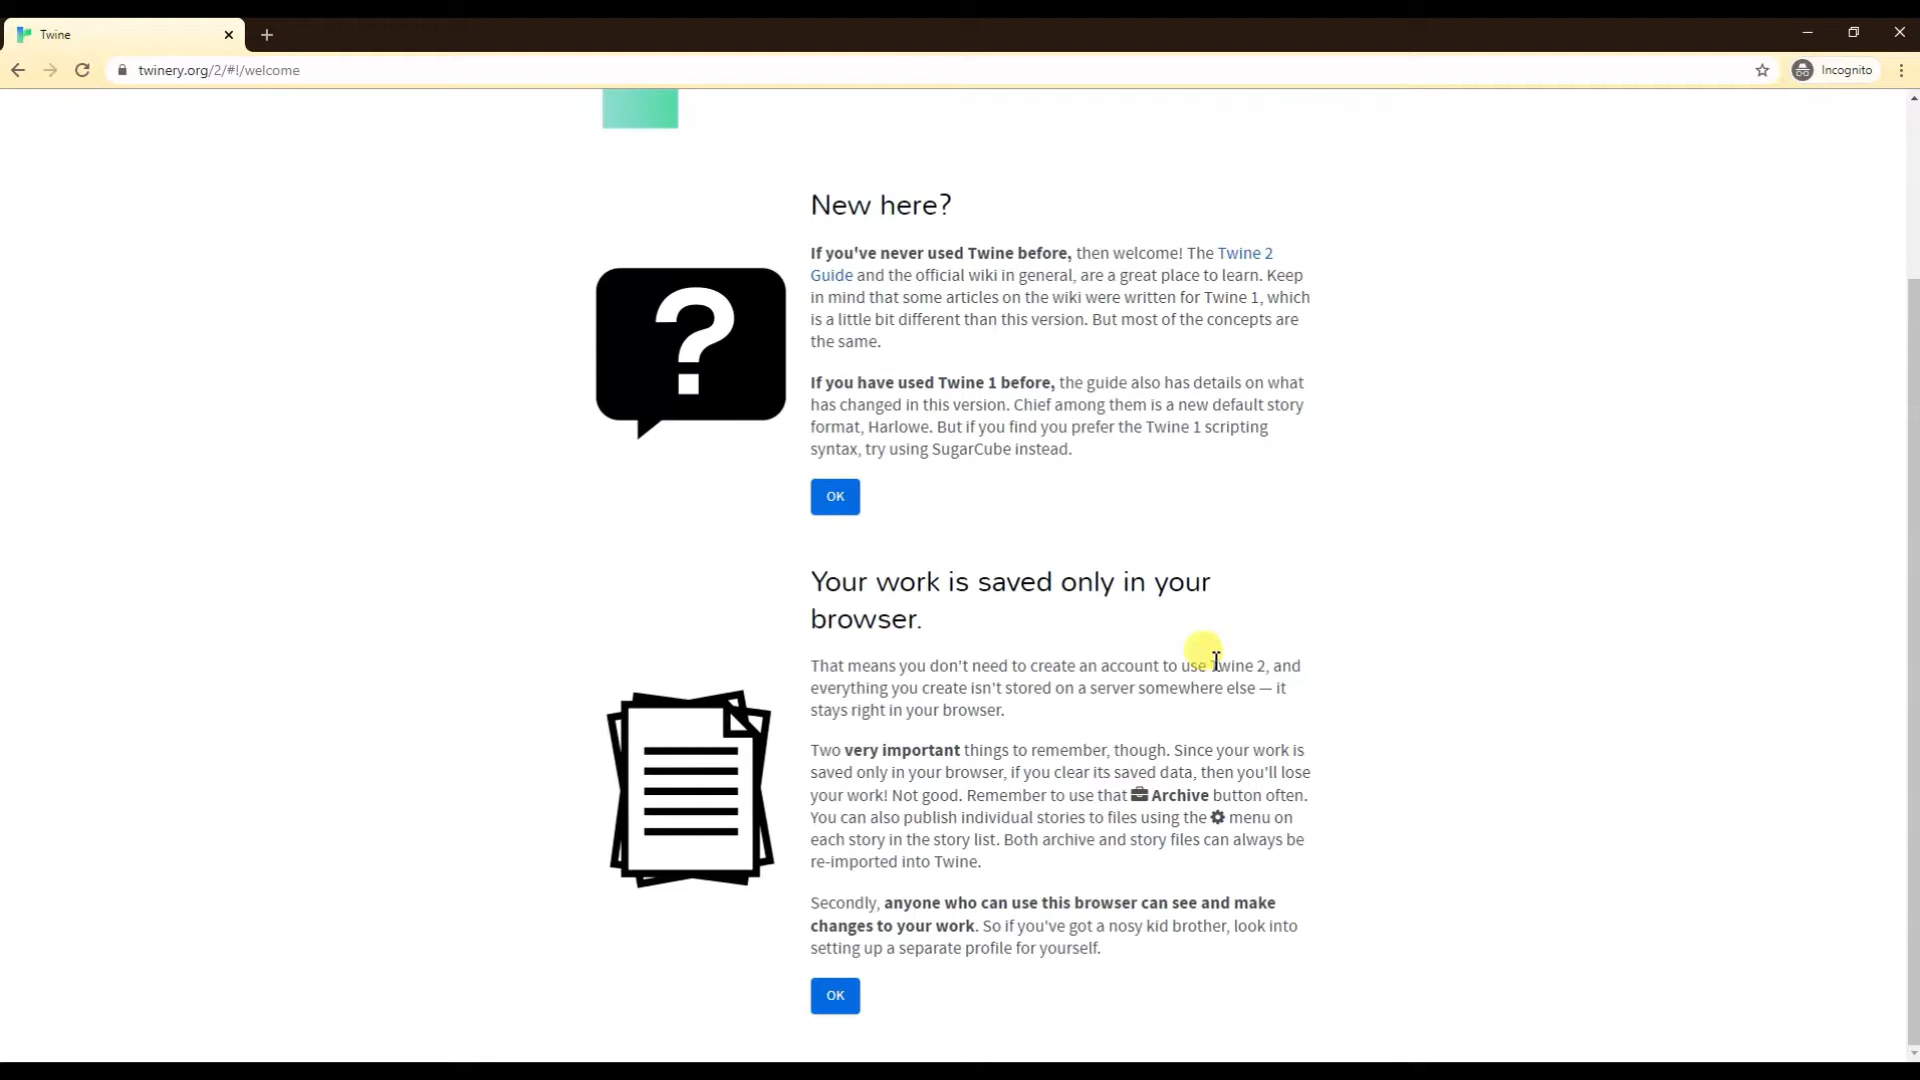 Twine
twinery.org/2/#!/welcome
Incognito
New here?
If you've never used Twine before, then welcome! The Twine 2
Guide and the official wiki in general, are a great place to learn. Keep
in mind that some articles on the wiki were written for Twine 1, which
is a little bit different than this version. But most of the concepts are
the same.
?
If you have used Twine 1 before, the guide also has details on what
has changed in this version. Chief among them is a new default story
format, Harlowe. But if you find you prefer the Twine 1 scripting
syntax, try using SugarCube instead.
OK
Your work is saved only in your
browser.
That means you don't need to create an account to use Twine 2, and
everything you create isn't stored on a server somewhere else — it
stays right in your browser.
Two very important things to remember, though. Since your work is
saved only in your browser, if you clear its saved data, then you'll lose
your work! Not good. Remember to use that Archive button often.
You can also publish individual stories to files using the menu on
each story in the story list. Both archive and story files can always be
re-imported into Twine.
Secondly, anyone who can use this browser can see and make
changes to your work. So if you've got a nosy kid brother, look into
setting up a separate profile for yourself.
OK